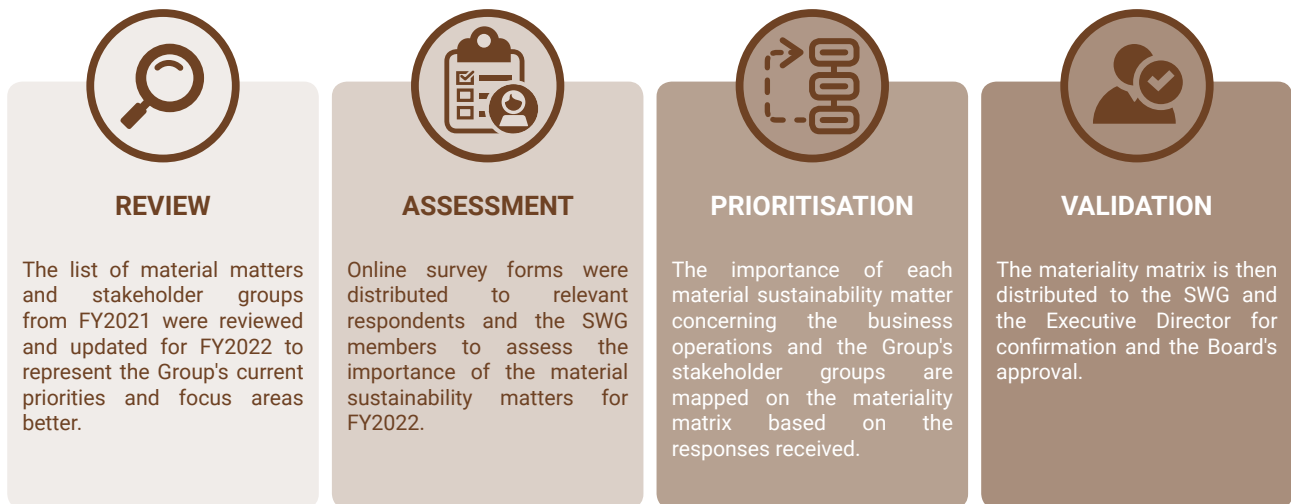 REVIEW
The list of material matters
and stakeholder groups
from FY2021 were reviewed
and updated for FY2022 to
represent the Group's current
priorities and focus areas
better.
ASSESSMENT
Online survey forms were
distributed to relevant
respondents and the SWG
members to assess the
importance of the material
sustainability matters for
FY2022.
PRIORITISATION
The importance of each
material sustainability matter
concerning the business
operations and the Group's
stakeholder groups are
mapped on the materiality
matrix based on the
responses received.
VALIDATION
The materiality matrix is then
distributed to the SWG and
the Executive Director for
confirmation and the Board's
approval.